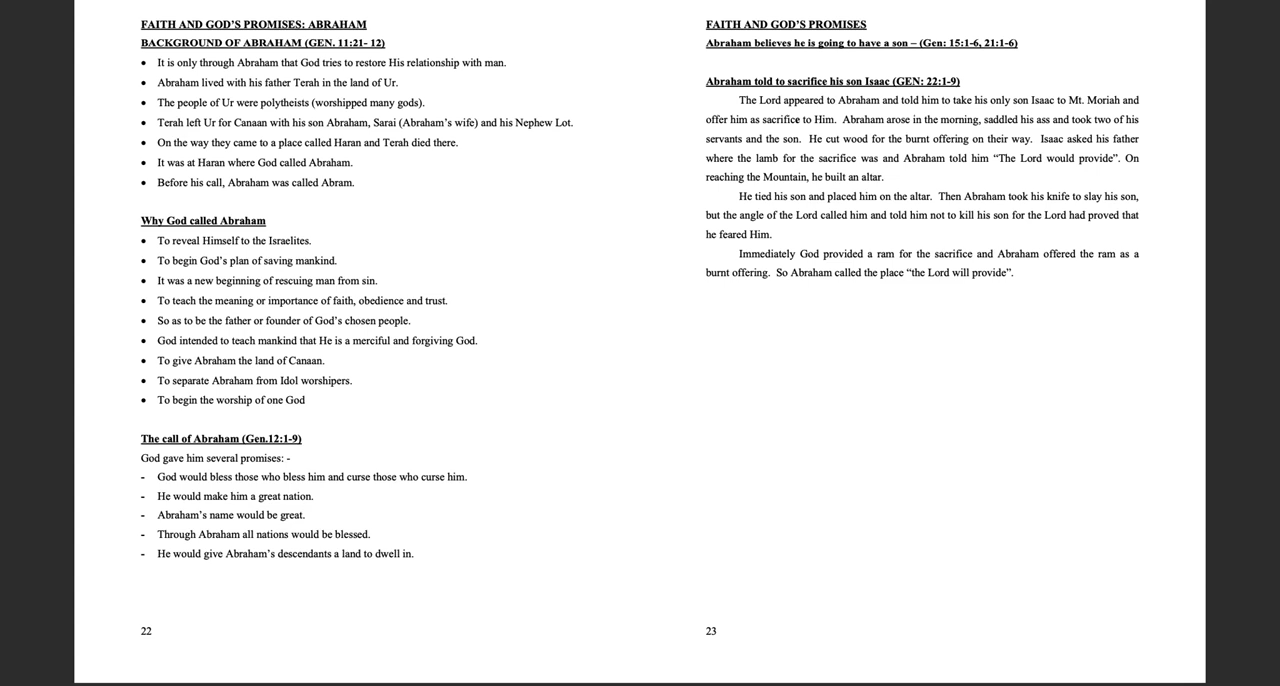 FAITH AND GOD’S PROMISES: ABRAHAM
BACKGROUND OF ABRAHAM (GEN. 11:21- 12)
• It is only through Abraham that God tries to restore His relationship with man.
• Abraham lived with his father Terah in the land of Ur.
• The people of Ur were polytheists (worshipped many gods).
• Terah left Ur for Canaan with his son Abraham, Sarai (Abraham’s wife) and his Nephew Lot.
• On the way they came to a place called Haran and Terah died there.
• It was at Haran where God called Abraham.
• Before his call, Abraham was called Abram.
Why God called Abraham
• To reveal Himself to the Israelites.
• To begin God’s plan of saving mankind.
• It was a new beginning of rescuing man from sin.
• To teach the meaning or importance of faith, obedience and trust.
• So as to be the father or founder of God’s chosen people.
• God intended to teach mankind that He is a merciful and forgiving God.
• To give Abraham the land of Canaan.
• To separate Abraham from Idol worshipers.
• To begin the worship of one God
The call of Abraham (Gen.12:1-9)
God gave him several promises: -
- God would bless those who bless him and curse those who curse him.
- He would make him a great nation.
- Abraham’s name would be great.
- Through Abraham all nations would be blessed.
- He would give Abraham’s descendants a land to dwell in.
22
FAITH AND GOD’S PROMISES
Abraham believes he is going to have a son – (Gen: 15:1-6, 21:1-6)
Abraham told to sacrifice his son Isaac (GEN: 22:1-9)
The Lord appeared to Abraham and told him to take his only son Isaac to Mt. Moriah and
offer him as sacrifice to Him. Abraham arose in the morning, saddled his ass and took two of his
servants and the son. He cut wood for the burnt offering on their way. Isaac asked his father
where the lamb for the sacrifice was and Abraham told him “The Lord would provide”. On
reaching the Mountain, he built an altar.
He tied his son and placed him on the altar. Then Abraham took his knife to slay his son,
but the angle of the Lord called him and told him not to kill his son for the Lord had proved that
he feared Him.
Immediately God provided a ram for the sacrifice and Abraham offered the ram as a
burnt offering. So Abraham called the place “the Lord will provide”.
23